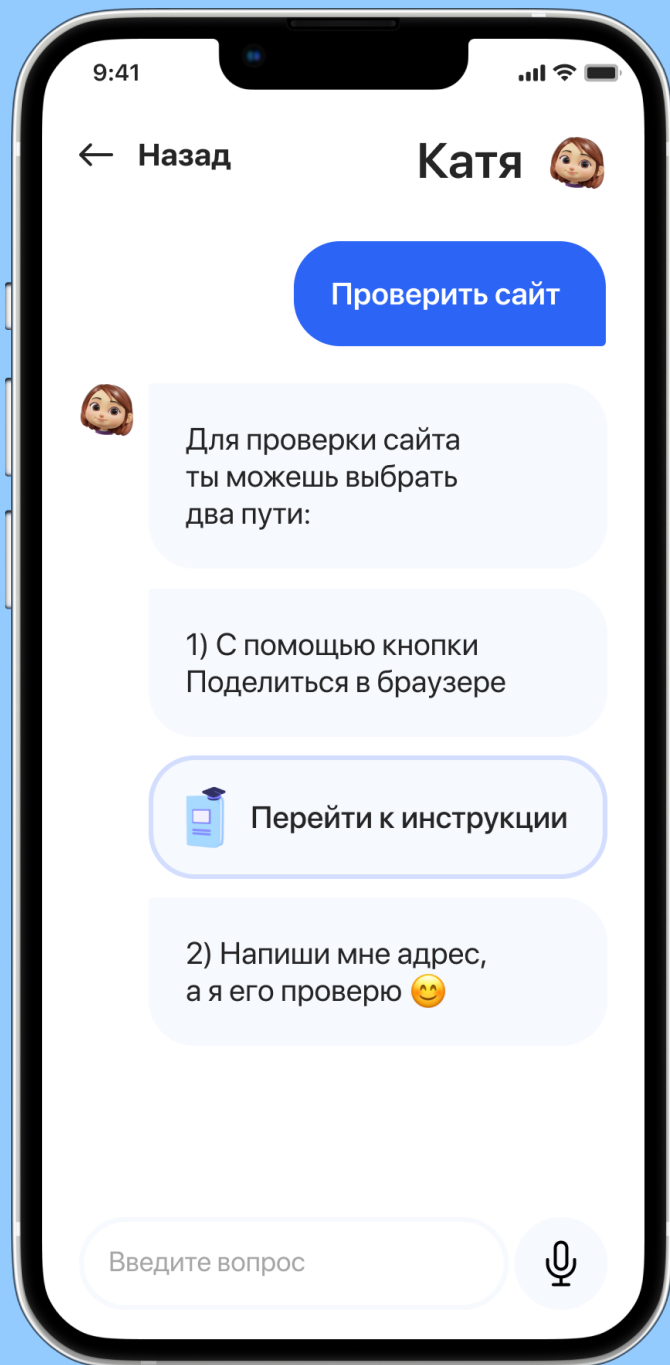 9:41
Назад
Катя
Проверить сайт
Для проверки сайта
ты можешь выбрать
два пути:
1) С помощью кнопки
Поделиться в браузере
Перейти к инструкции
2) Напиши мне адрес,
а я его проверю 😊
Введите вопрос